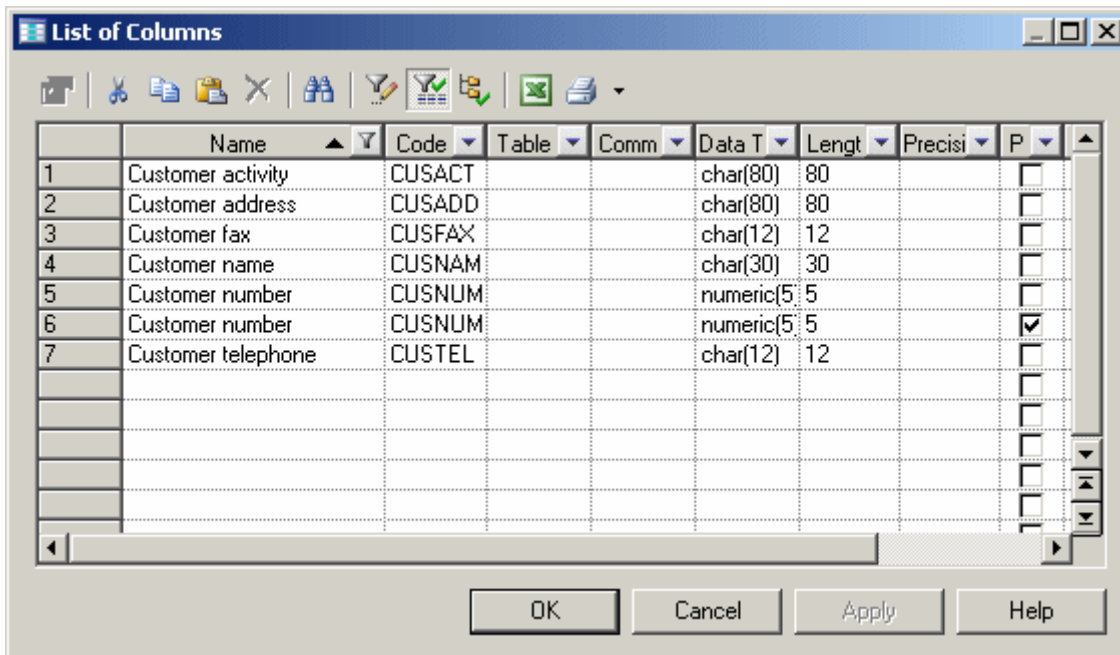 List of Columns
Name Code Table Comm Data T Lengt Precisi P
1 Customer activity CUSACT char(80) 80
2 Customer address CUSADD char(80) 80
3 Customer fax CUSFAX char(12) 12
4 Customer name CUSNAM char(30) 30
5 Customer number CUSNUM numeric(5 5
6 Customer number CUSNUM numeric(5 5
7 Customer telephone CUSTEL char(12) 12
OK Cancel Apply Help